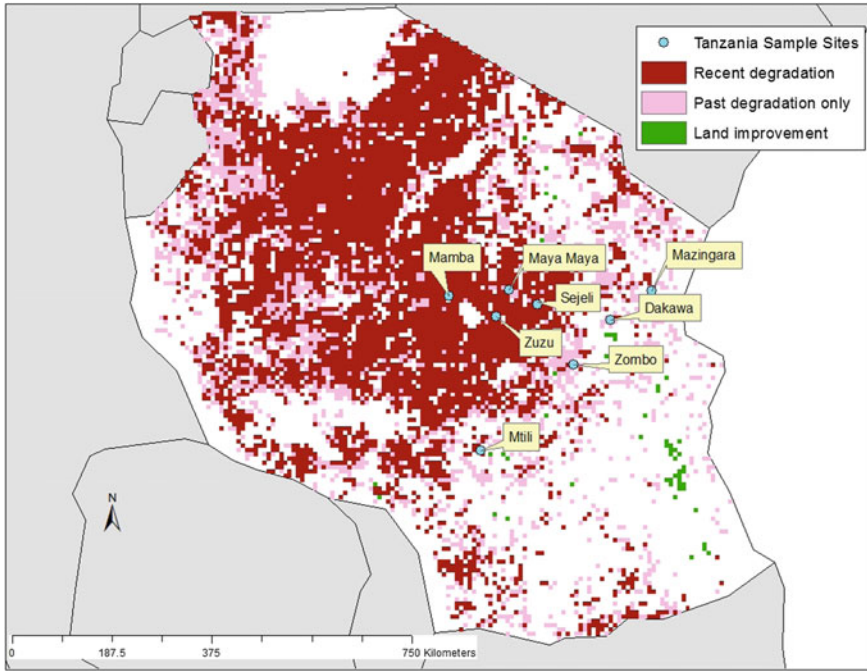 Tanzania Sample Sites
Recent degradation
Past degradation only
Land improvement
Mamba
Maya Maya
Mazingara
Sejeli
Dakawa
Zuzu
Zombo
Mtili
N
0 187.5 375 750 Kilometers